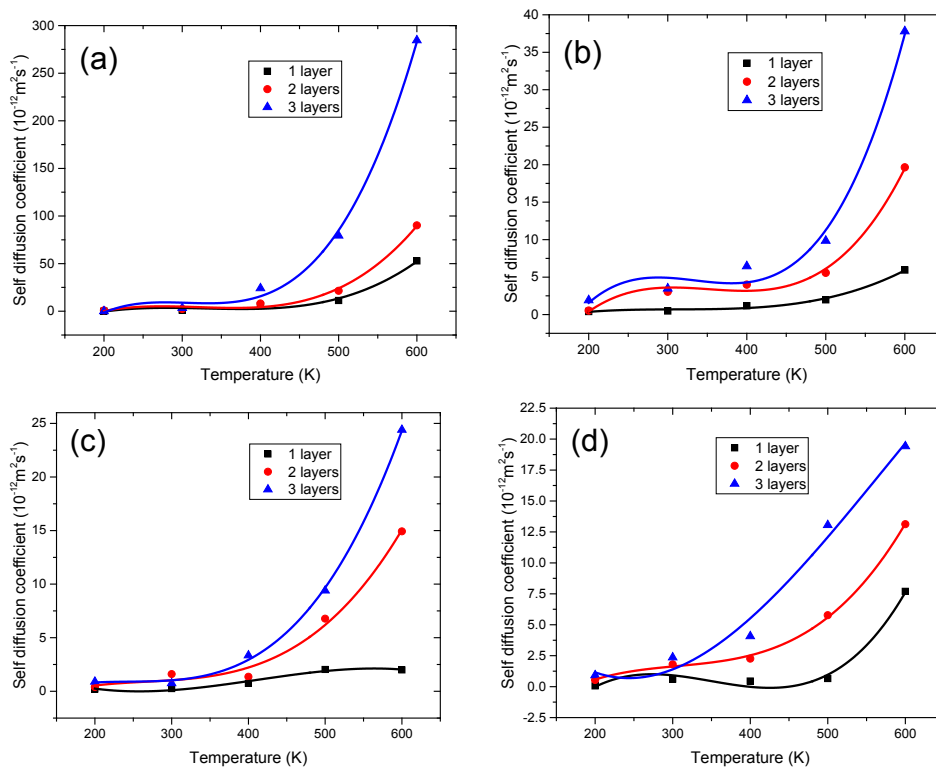 (a)
1 layer
2 layers
3 layers
Self diffusion coefficient (10⁻¹²m²s⁻¹)
300
250
200
150
100
50
0
200 300 400 500 600
Temperature (K)
(b)
1 layer
2 layers
3 layers
Self diffusion coefficient (10⁻¹²m²s⁻¹)
40
35
30
25
20
15
10
5
0
200 300 400 500 600
Temperature (K)
(c)
1 layer
2 layers
3 layers
Self diffusion coefficient (10⁻¹²m²s⁻¹)
25
20
15
10
5
0
200 300 400 500 600
Temperature (K)
(d)
1 layer
2 layers
3 layers
Self diffusion coefficient (10⁻¹²m²s⁻¹)
22.5
20.0
17.5
15.0
12.5
10.0
7.5
5.0
2.5
0.0
-2.5
200 300 400 500 600
Temperature (K)